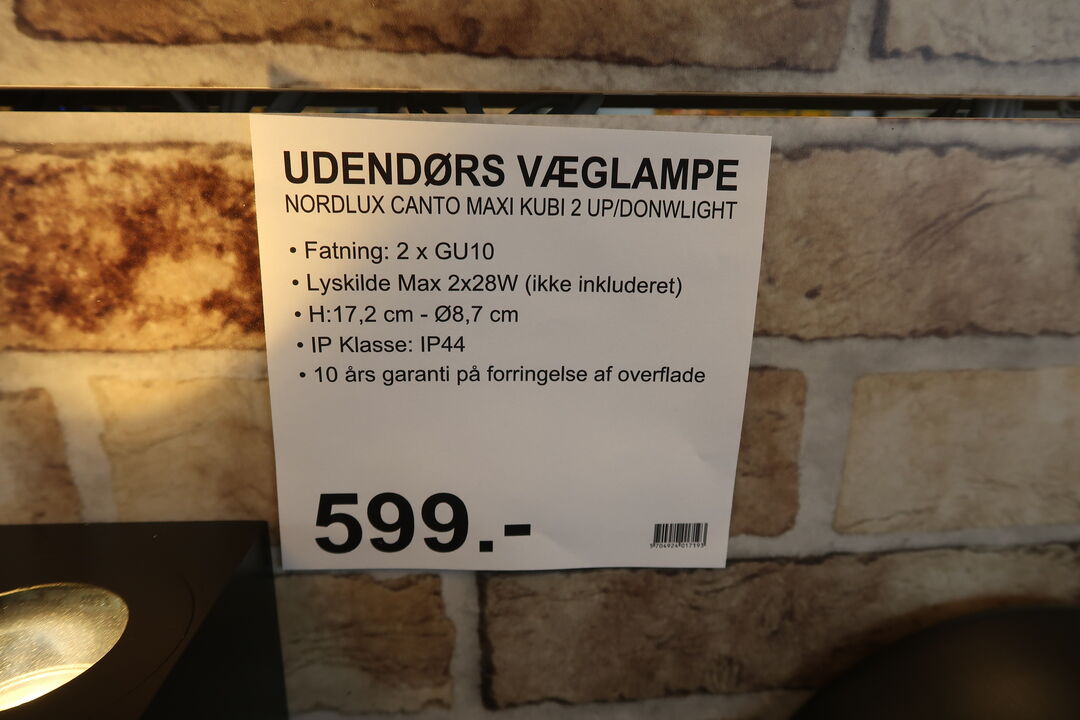 UDENDØRS VÆGLAMPE
NORDLUX CANTO MAXI KUBI 2 UP/DONWLIGHT
• Fatning: 2 x GU10
• Lyskilde Max 2x28W (ikke inkluderet)
• H:17,2 cm - Ø8,7 cm
• IP Klasse: IP44
• 10 års garanti på forringelse af overflade
599.-
5704924017193